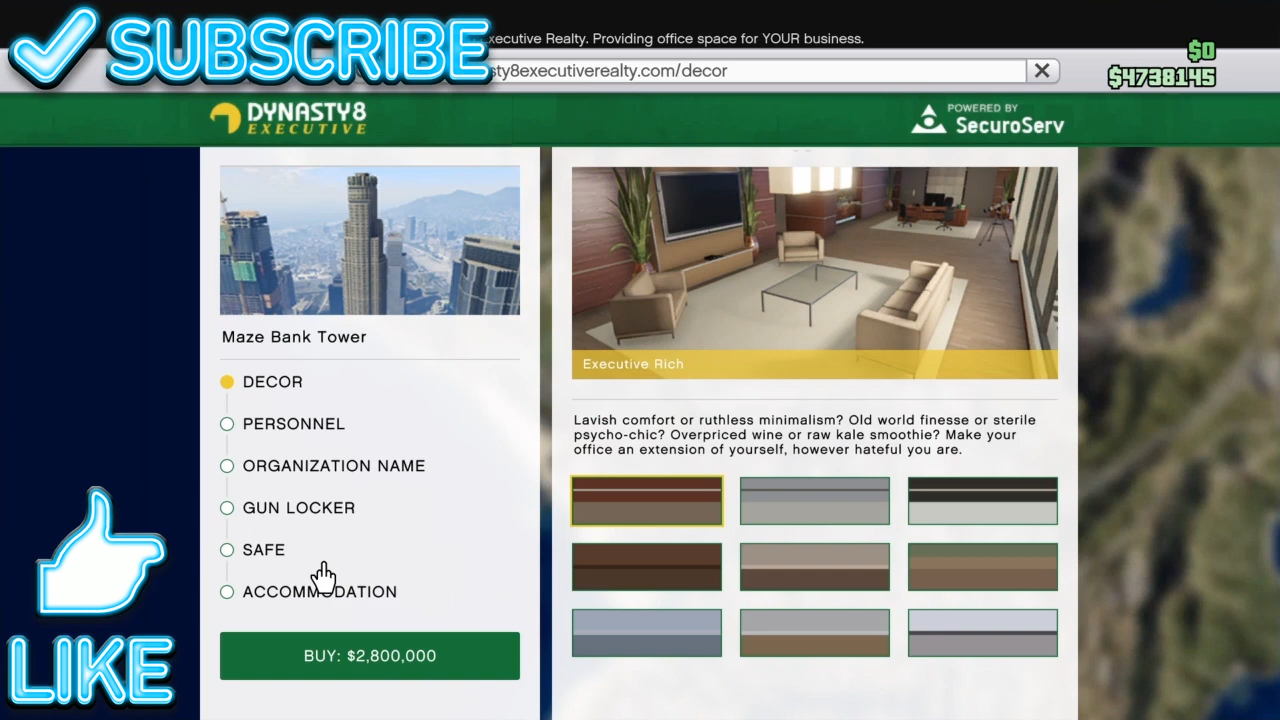 SUBSCRIBE
Executive Realty. Providing office space for YOUR business.
sty8executiverealty.com/decor
$0
$4738145
DYNASTY8
EXECUTIVE
POWERED BY
SecuroServ
Maze Bank Tower
DECOR
PERSONNEL
ORGANIZATION NAME
GUN LOCKER
SAFE
ACCOMMODATION
BUY: $2,800,000
Executive Rich
Lavish comfort or ruthless minimalism? Old world finesse or sterile
psycho-chic? Overpriced wine or raw kale smoothie? Make your
office an extension of yourself, however hateful you are.
LIKE